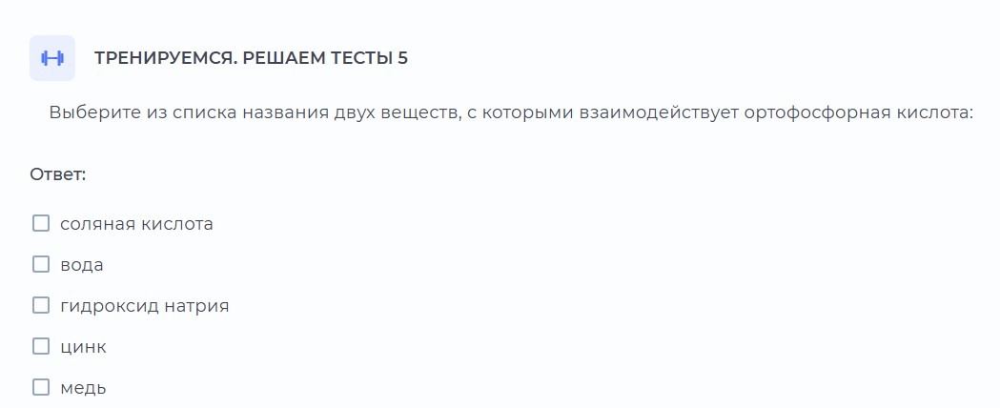 ТРЕНИРУЕМСЯ. РЕШАЕМ ТЕСТЫ 5
Выберите из списка названия двух веществ, с которыми взаимодействует ортофосфорная кислота:
Ответ:
соляная кислота
вода
гидроксид натрия
цинк
медь